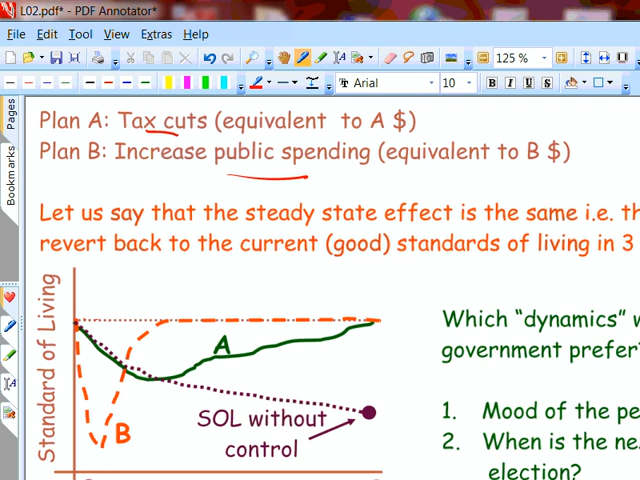 L02.pdf* - PDF Annotator*
File Edit Tool View Extras Help
125 %
Arial 10 B I U S
Pages
Bookmarks
Plan A: Tax cuts (equivalent to A $)
Plan B: Increase public spending (equivalent to B $)
Let us say that the steady state effect is the same i.e.
revert back to the current (good) standards of living in 3
Standard of Living
A
B
SOL without
control
Which “dynamics”
government prefer
1. Mood of the
2. When is the
election?